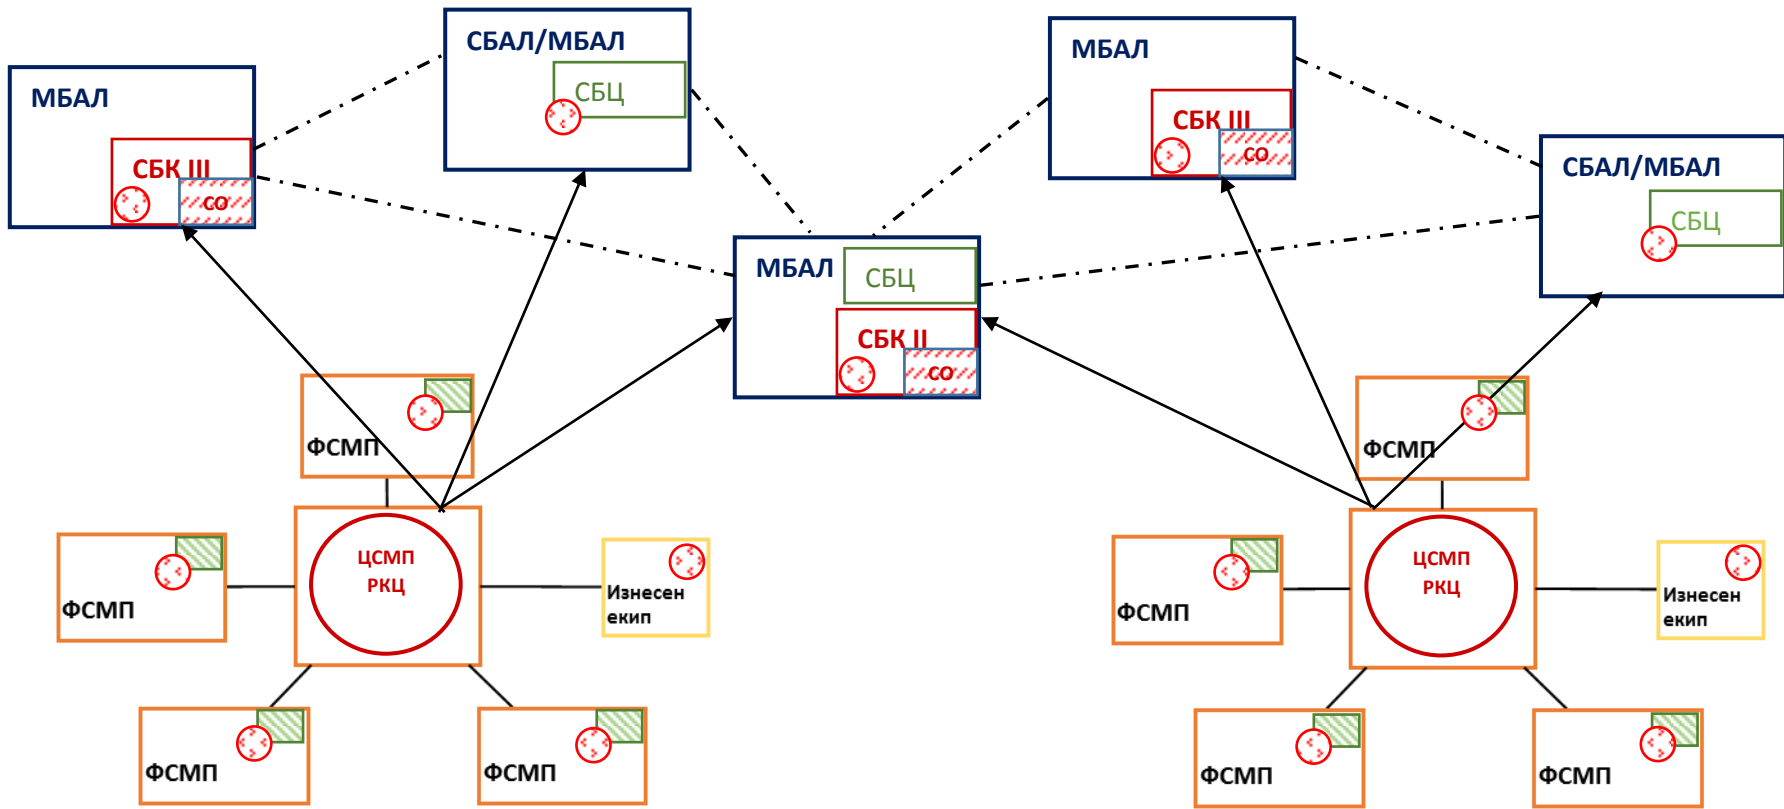 МБАЛ
СБК III
СО
СБАЛ/МБАЛ
СБЦ
МБАЛ
СБЦ
СБК II
СО
МБАЛ
СБК III
СО
СБАЛ/МБАЛ
СБЦ
ФСМП
ФСМП
ЦСМП
РКЦ
Изнесен
екип
ФСМП
ФСМП
ФСМП
ФСМП
ЦСМП
РКЦ
Изнесен
екип
ФСМП
ФСМП